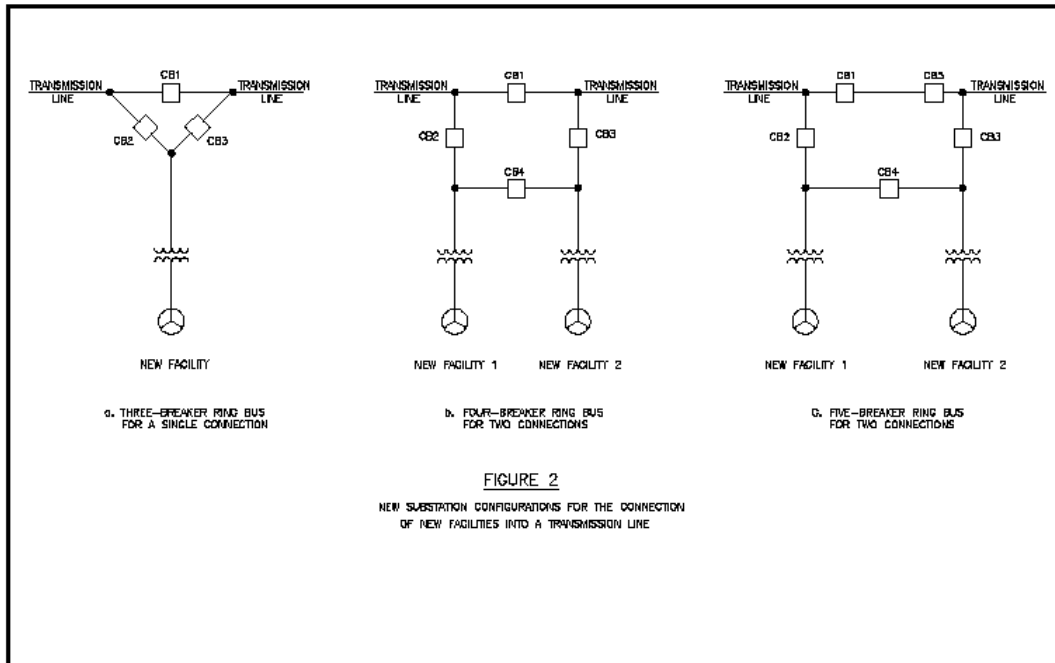 CB1
TRANSMISSION
LINE
TRANSMISSION
LINE
CB2
CB3
NEW FACILITY
a. THREE-BREAKER RING BUS
FOR A SINGLE CONNECTION
CB1
TRANSMISSION
LINE
TRANSMISSION
LINE
CB2
CB3
CB4
NEW FACILITY 1
NEW FACILITY 2
b. FOUR-BREAKER RING BUS
FOR TWO CONNECTIONS
CB1
CB5
TRANSMISSION
LINE
TRANSMISSION
LINE
CB2
CB3
CB4
NEW FACILITY 1
NEW FACILITY 2
C. FIVE-BREAKER RING BUS
FOR TWO CONNECTIONS
FIGURE 2
NEW SUBSTATION CONFIGURATIONS FOR THE CONNECTION
OF NEW FACILITIES INTO A TRANSMISSION LINE